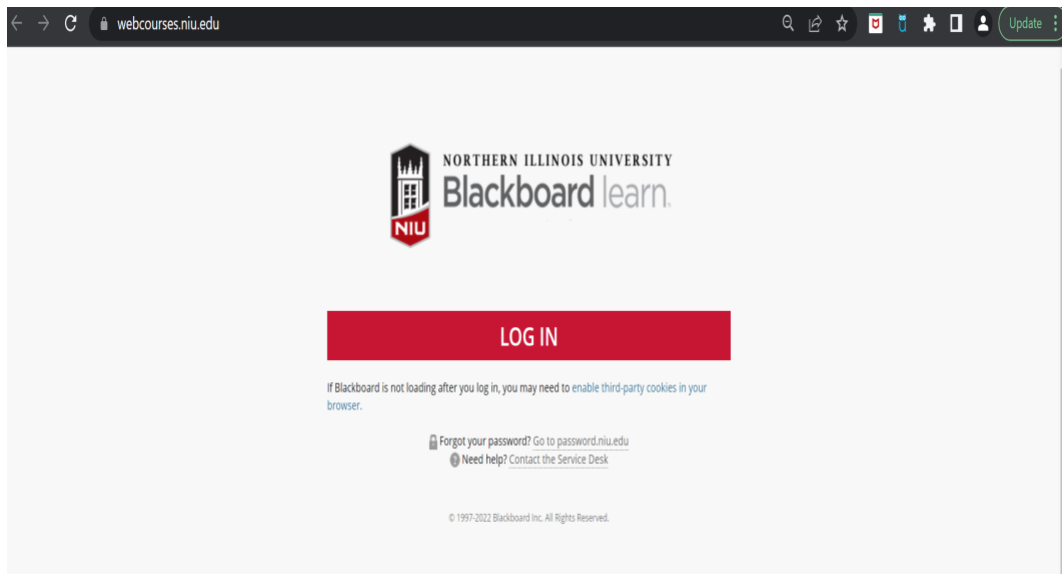 webcourses.niu.edu
Update
NORTHERN ILLINOIS UNIVERSITY
Blackboard learn.
NIU
LOG IN
If Blackboard is not loading after you log in, you may need to enable third-party cookies in your
browser.
Forgot your password? Go to password.niu.edu
Need help? Contact the Service Desk
© 1997-2022 Blackboard Inc. All Rights Reserved.